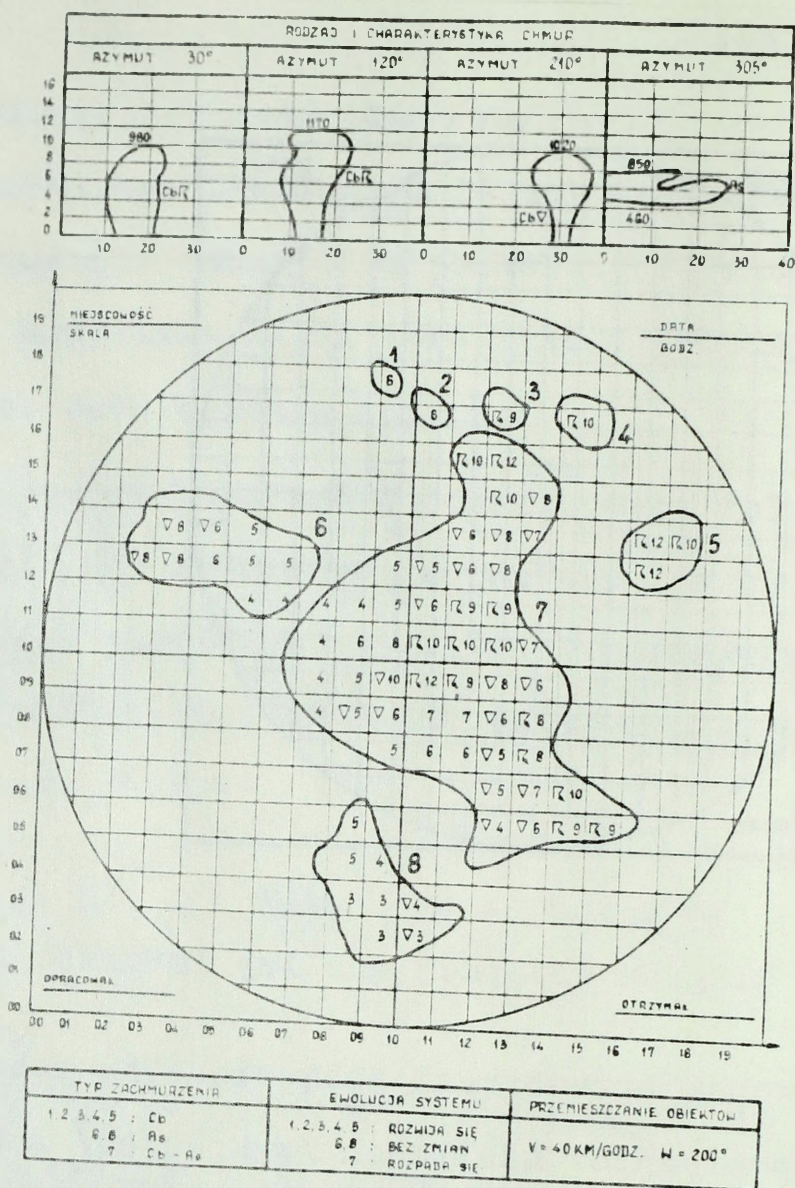 RODZAJ I CHARAKTERYSTYKA CHMUR
AZYMUT 30° AZYMUT 120° AZYMUT 210° AZYMUT 305°
16
14
12
10
8
6
4
2
0
980 CbR
1170 CbR
1020 Cb▽
850 As 460
10 20 30 0 10 20 30 0 10 20 30 0 10 20 30 40
MIEJSCOWOŚĆ
SKALA
DATA
GODZ
19
18
17
16
15
14
13
12
11
10
09
08
07
06
05
04
03
02
01
00
1 2 3 4
6
6 R 9 R 10
R 10 R 12
R 10 ▽ 8
6
▽ 8 ▽ 6 5 ▽ 6 ▽ 8 ▽ 7 R 12 R 10 5
▽ 8 ▽ 8 6 5 5 5 ▽ 5 ▽ 6 ▽ 8 R 12
4 4 4 4 5 ▽ 6 R 9 R 9 7
4 6 8 R 10 R 10 R 10 ▽ 7
4 5 ▽ 10 R 12 R 9 ▽ 8 ▽ 6
4 ▽ 5 ▽ 6 7 7 ▽ 6 R 8
5 6 6 ▽ 5 R 8
▽ 5 ▽ 7 R 10
5 ▽ 4 ▽ 6 R 9 R 9
5 4 8
3 3 ▽ 4
3 ▽ 3
OPRACOWAŁ
OTRZYMAŁ
00 01 02 03 04 05 06 07 08 09 10 11 12 13 14 15 16 17 18 19
TYP ZACHMURZENIA
1, 2, 3, 4, 5 : Cb
6, 8 : As
7 : Cb - As
EWOLUCJA SYSTEMU
1, 2, 3, 4, 5 : ROZWIJA SIĘ
6, 8 : BEZ ZMIAN
7 : ROZPADA SIĘ
PRZEMIESZCZANIE OBIEKTÓW
V = 40 KM/GODZ. W = 200°